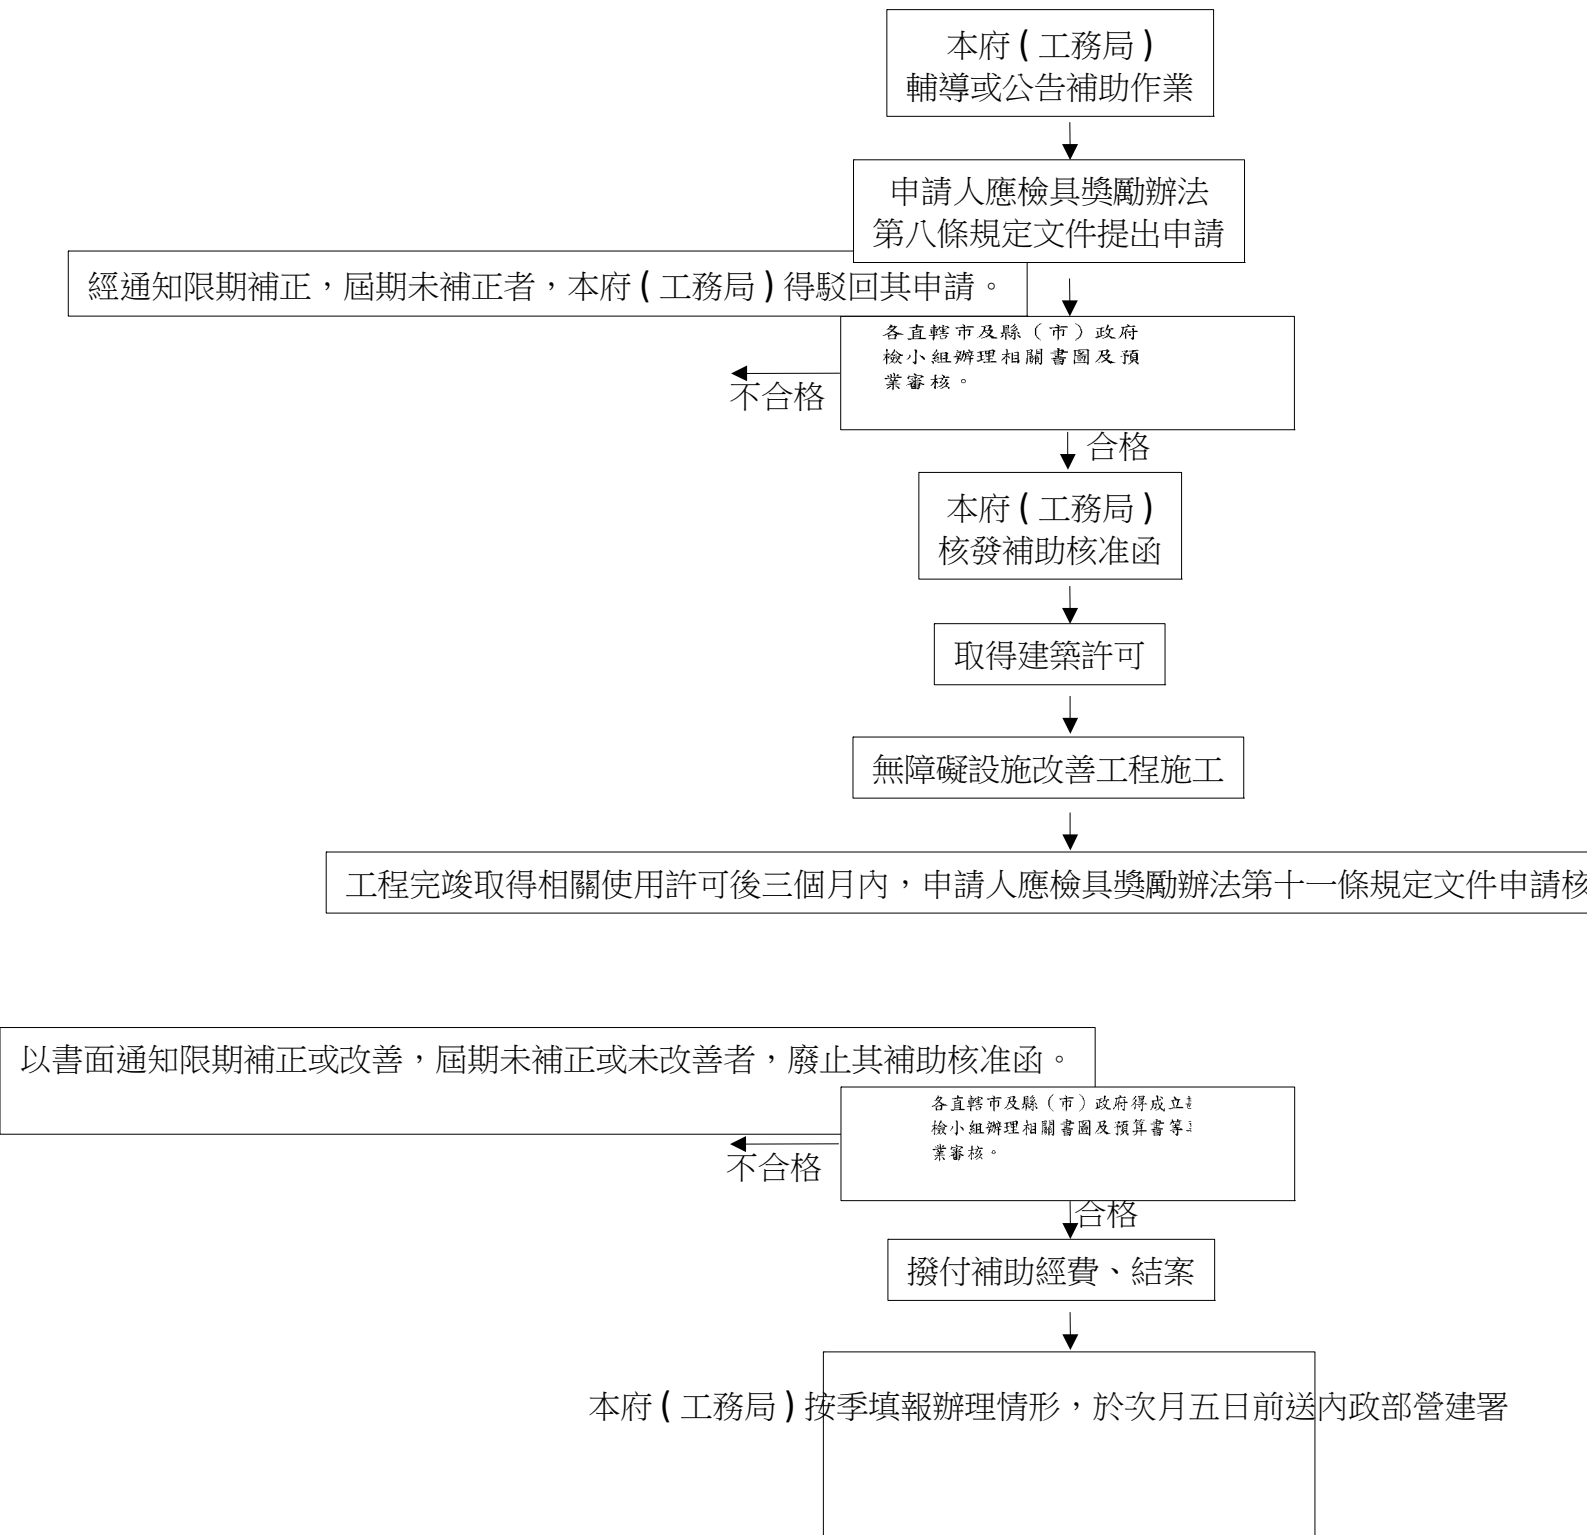 本府 ( 工務局 )
輔導或公告補助作業
申請人應檢具獎勵辦法
第八條規定文件提出申請
經通知限期補正，屆期未補正者，本府 ( 工務局 ) 得駁回其申請。
各直轄市及縣（市）政府
檢小組辦理相關書圖及預
業審核。
不合格
合格
本府 ( 工務局 )
核發補助核准函
取得建築許可
無障礙設施改善工程施工
工程完竣取得相關使用許可後三個月內，申請人應檢具獎勵辦法第十一條規定文件申請核
以書面通知限期補正或改善，屆期未補正或未改善者，廢止其補助核准函。
各直轄市及縣（市）政府得成立
檢小組辦理相關書圖及預算書等
業審核。
不合格
合格
撥付補助經費、結案
本府 ( 工務局 ) 按季填報辦理情形，於次月五日前送內政部營建署